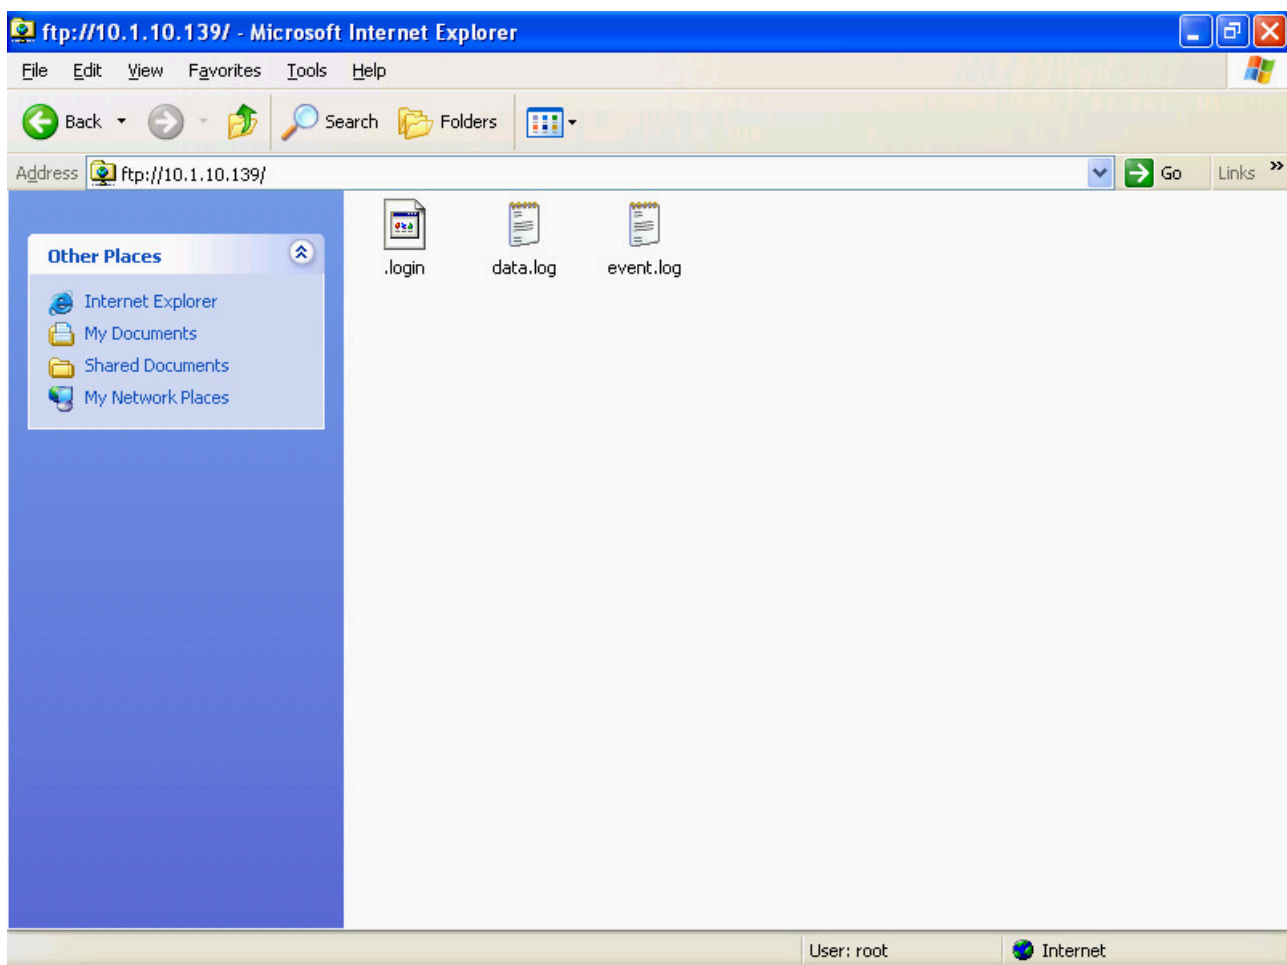 ftp://10.1.10.139/ - Microsoft Internet Explorer
File Edit View Favorites Tools Help
Back Search Folders
Address ftp://10.1.10.139/ Go Links »
Other Places
Internet Explorer
My Documents
Shared Documents
My Network Places
.login data.log event.log
User: root Internet